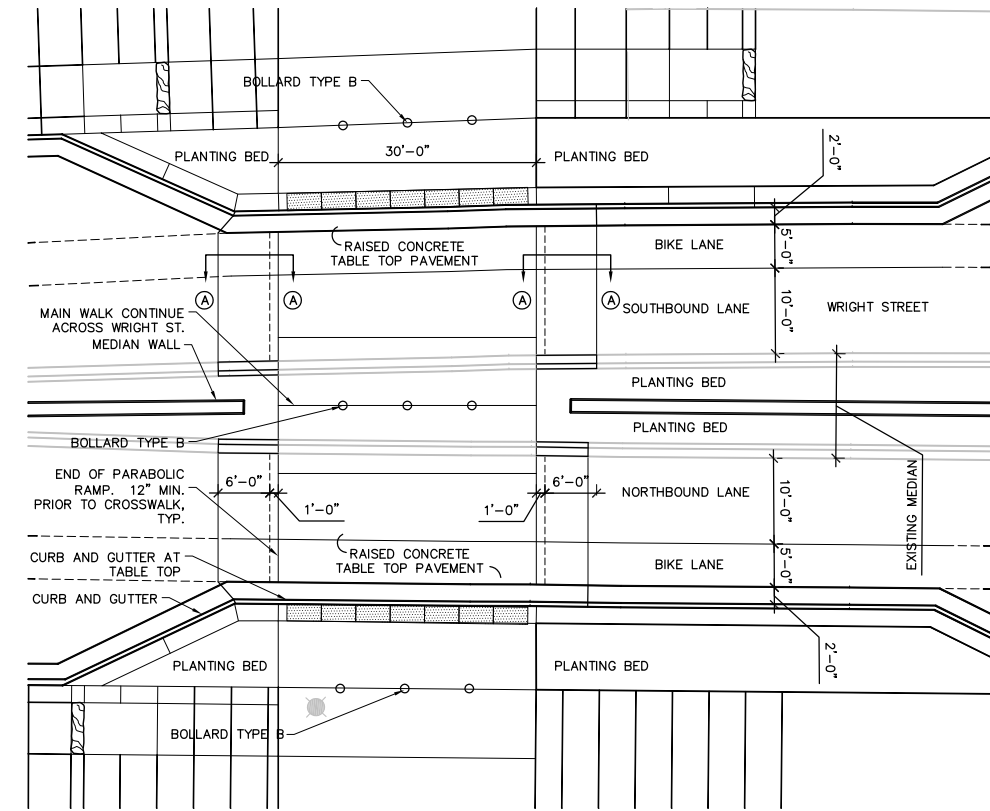 BOLLARD TYPE B
PLANTING BED
30'-0"
PLANTING BED
2'-0"
RAISED CONCRETE
TABLE TOP PAVEMENT
BIKE LANE
5'-0"
A
A
A
A
SOUTHBOUND LANE
10'-0"
WRIGHT STREET
MAIN WALK CONTINUE
ACROSS WRIGHT ST.
MEDIAN WALL
PLANTING BED
PLANTING BED
BOLLARD TYPE B
END OF PARABOLIC
RAMP. 12" MIN.
PRIOR TO CROSSWALK,
TYP.
6'-0"
1'-0"
1'-0"
6'-0"
NORTHBOUND LANE
10'-0"
EXISTING MEDIAN
RAISED CONCRETE
TABLE TOP PAVEMENT
BIKE LANE
5'-0"
CURB AND GUTTER AT
TABLE TOP
CURB AND GUTTER
PLANTING BED
PLANTING BED
2'-0"
BOLLARD TYPE B